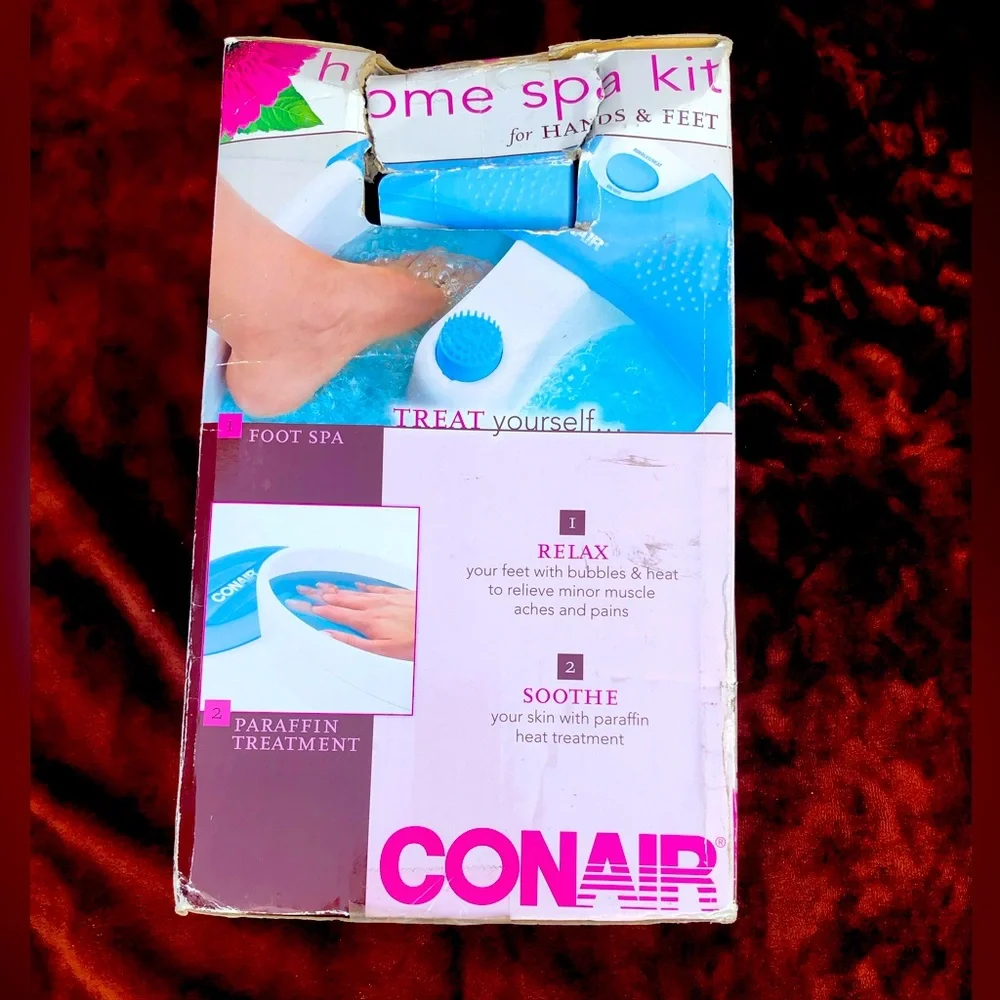 home spa kit
for HANDS & FEET
CONAIR
TREAT yourself...
1
FOOT SPA
CONAIR
2
PARAFFIN
TREATMENT
1
RELAX
your feet with bubbles & heat
to relieve minor muscle
aches and pains
2
SOOTHE
your skin with paraffin
heat treatment
CONAIR®